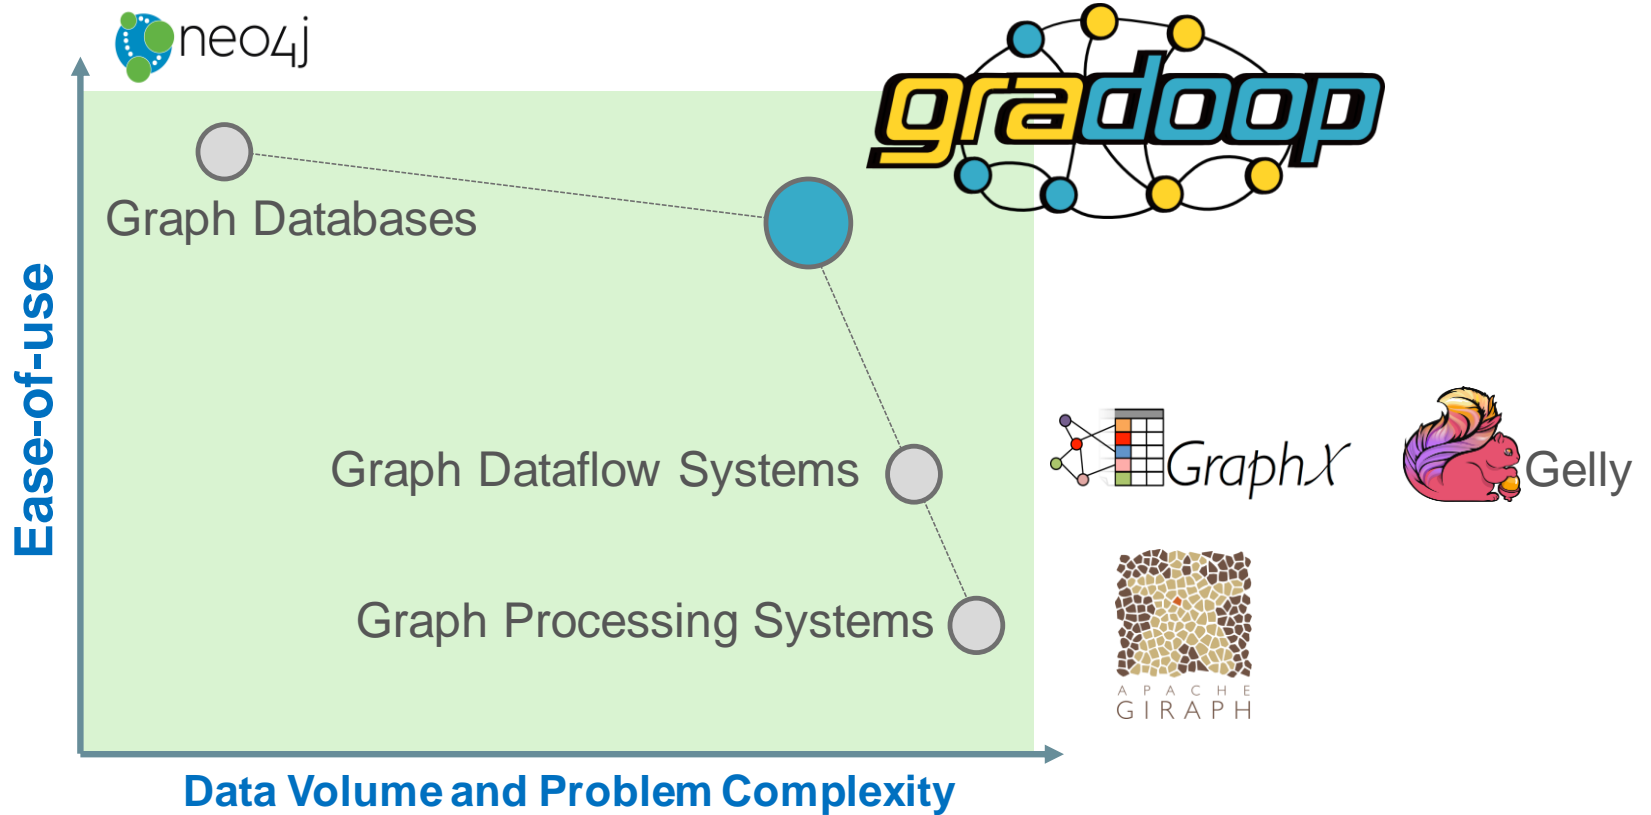 neo4j
gradoop
Graph Databases
Ease-of-use
Graph Dataflow Systems
GraphX
Gelly
Graph Processing Systems
APACHE
GIRAPH
Data Volume and Problem Complexity